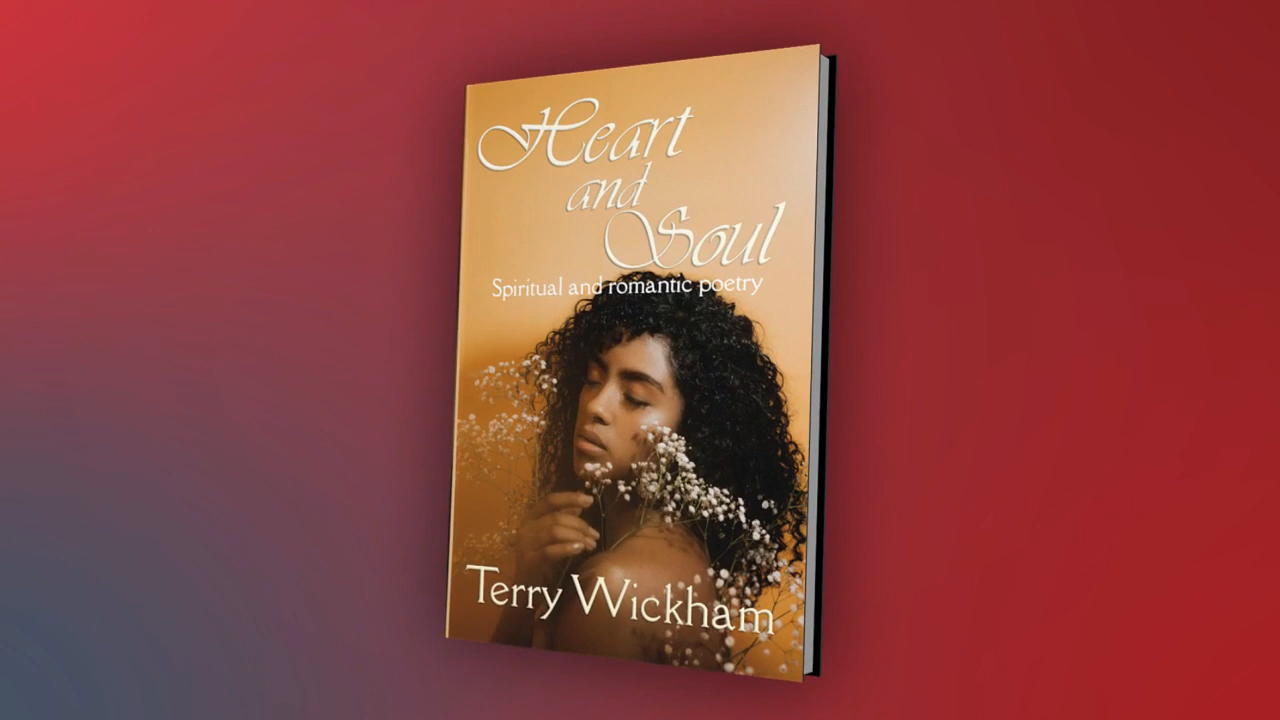 Heart
and
Soul
Spiritual and romantic poetry
Terry Wickham